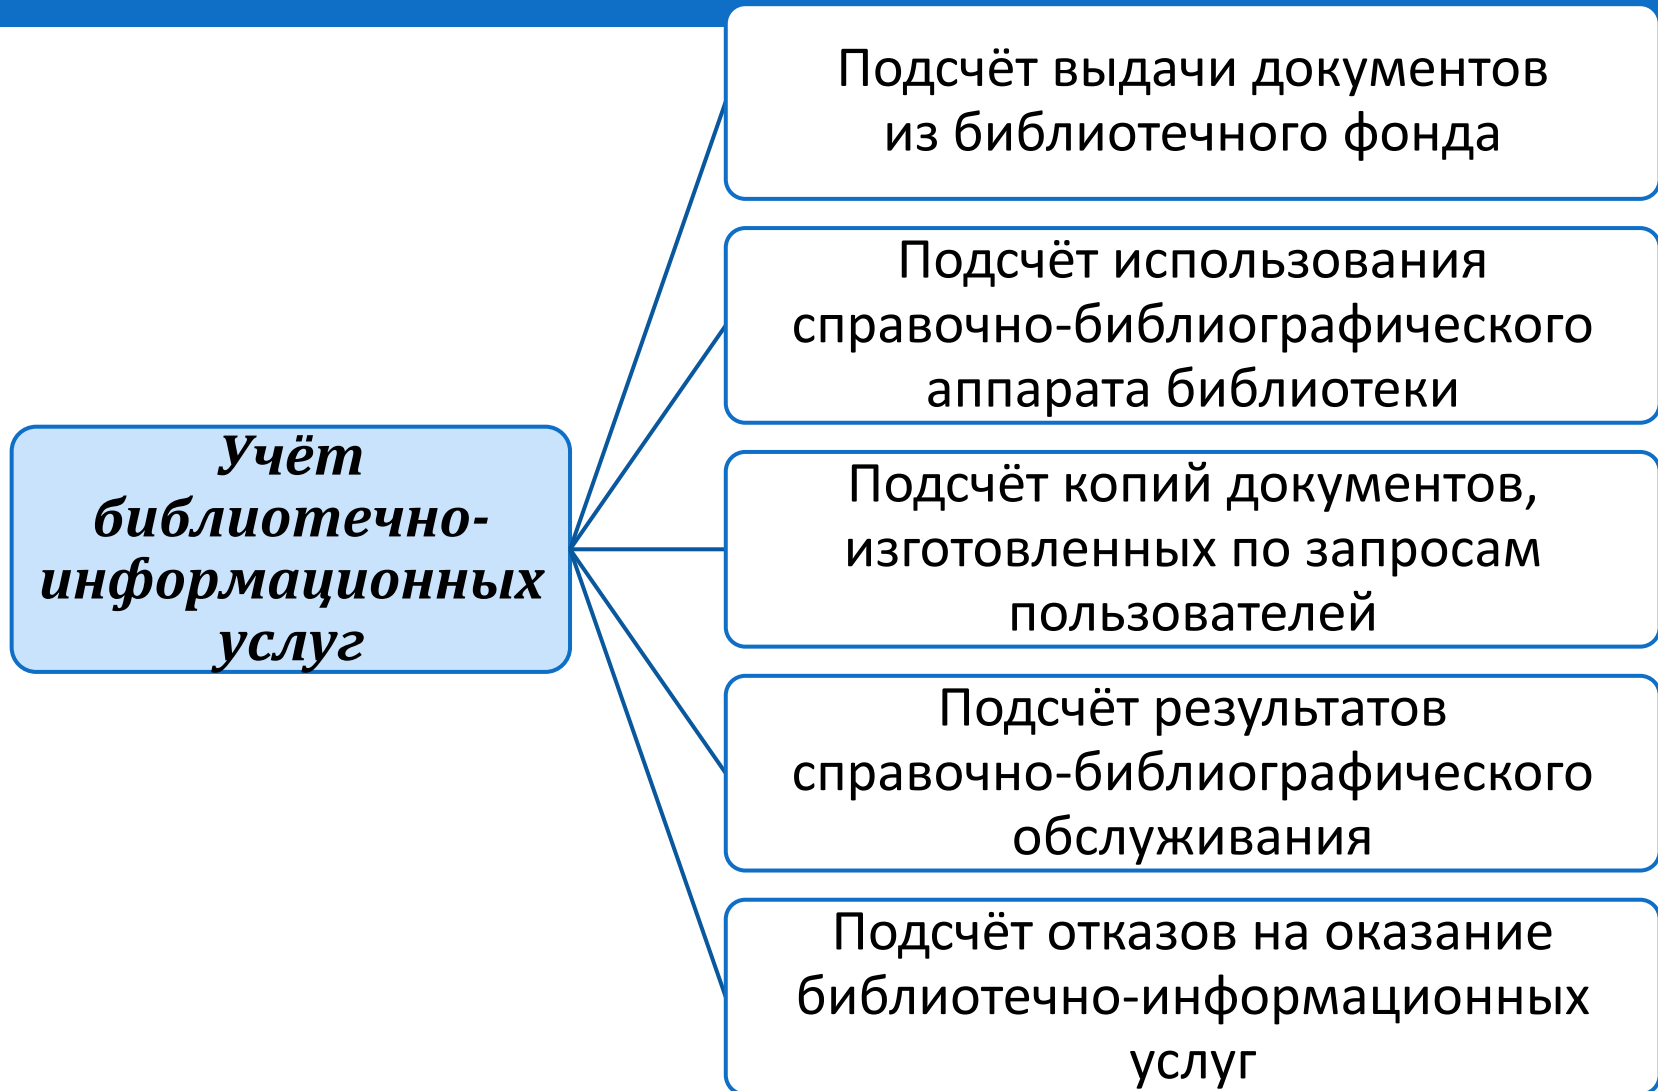 Подсчёт выдачи документов
из библиотечного фонда
Подсчёт использования
справочно-библиографического
аппарата библиотеки
Учёт
библиотечно-
информационных
услуг
Подсчёт копий документов,
изготовленных по запросам
пользователей
Подсчёт результатов
справочно-библиографического
обслуживания
Подсчёт отказов на оказание
библиотечно-информационных
услуг